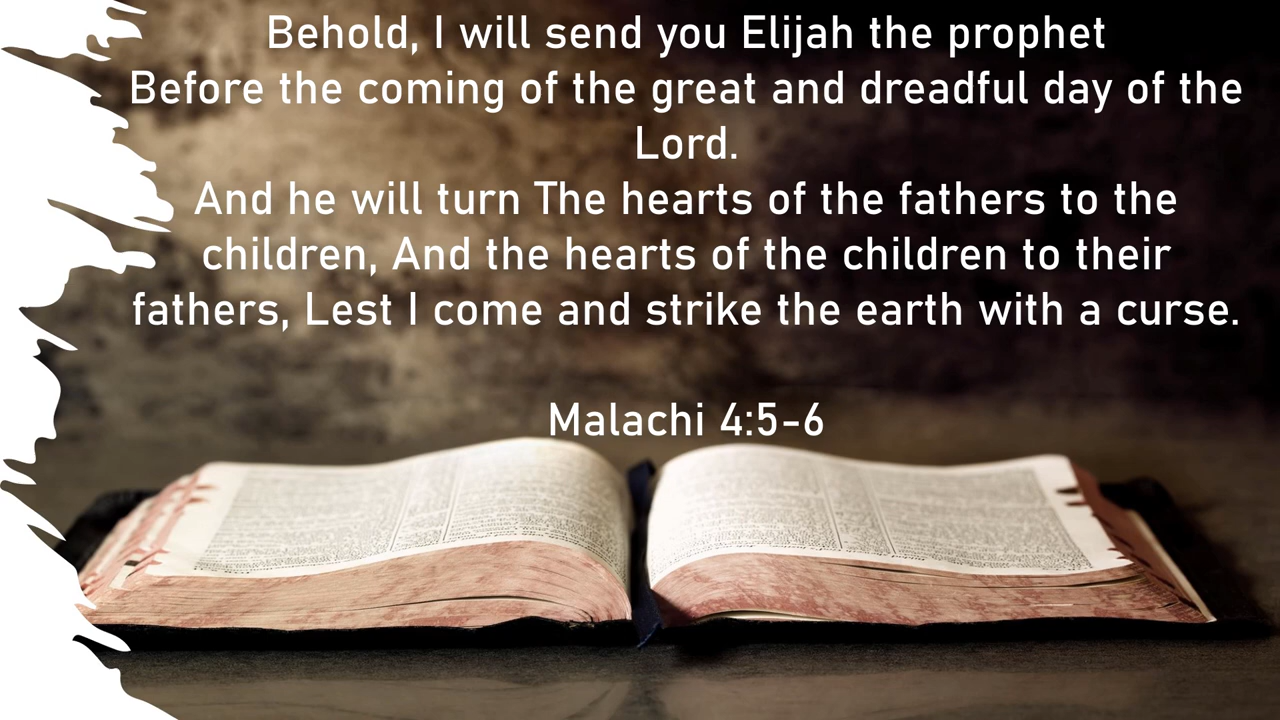 Behold, I will send you Elijah the prophet
Before the coming of the great and dreadful day of the
Lord.
And he will turn The hearts of the fathers to the
children, And the hearts of the children to their
fathers, Lest I come and strike the earth with a curse.
Malachi 4:5-6